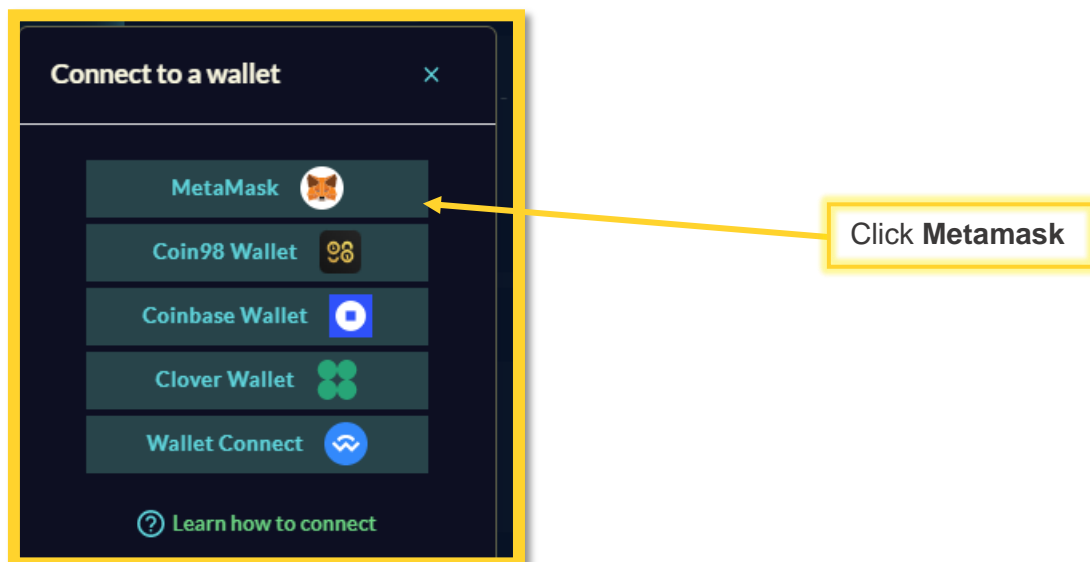 Connect to a wallet ×
MetaMask
Coin98 Wallet
Coinbase Wallet
Clover Wallet
Wallet Connect
? Learn how to connect
Click Metamask